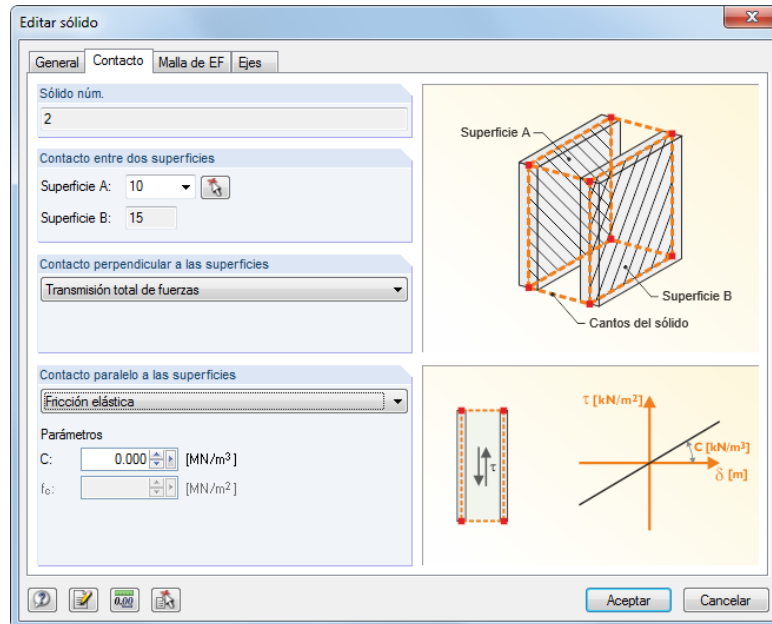 Editar sólido
General Contacto Malla de EF Ejes
Sólido núm.
2
Contacto entre dos superficies
Superficie A: 10
Superficie B: 15
Contacto perpendicular a las superficies
Transmisión total de fuerzas
Contacto paralelo a las superficies
Fricción elástica
Parámetros
C: 0.000 [MN/m³]
fc: [MN/m²]
Superficie A
Superficie B
Cantos del sólido
τ
τ [kN/m²]
C [kN/m³]
δ [m]
0.00
Aceptar Cancelar